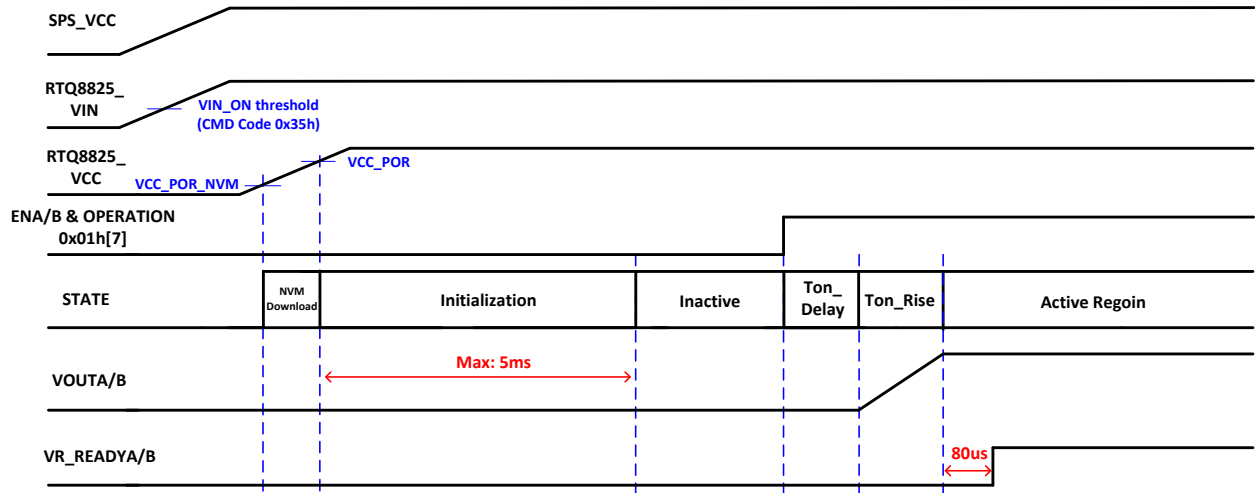 SPS_VCC
RTQ8825_
VIN
VIN_ON threshold
(CMD Code 0x35h)
RTQ8825_
VCC
VCC_POR_NVM
VCC_POR
ENA/B & OPERATION
0x01h[7]
STATE
NVM
Download
Initialization
Inactive
Ton_
Delay
Ton_Rise
Active Regoin
Max: 5ms
VOUTA/B
VR_READYA/B
80us